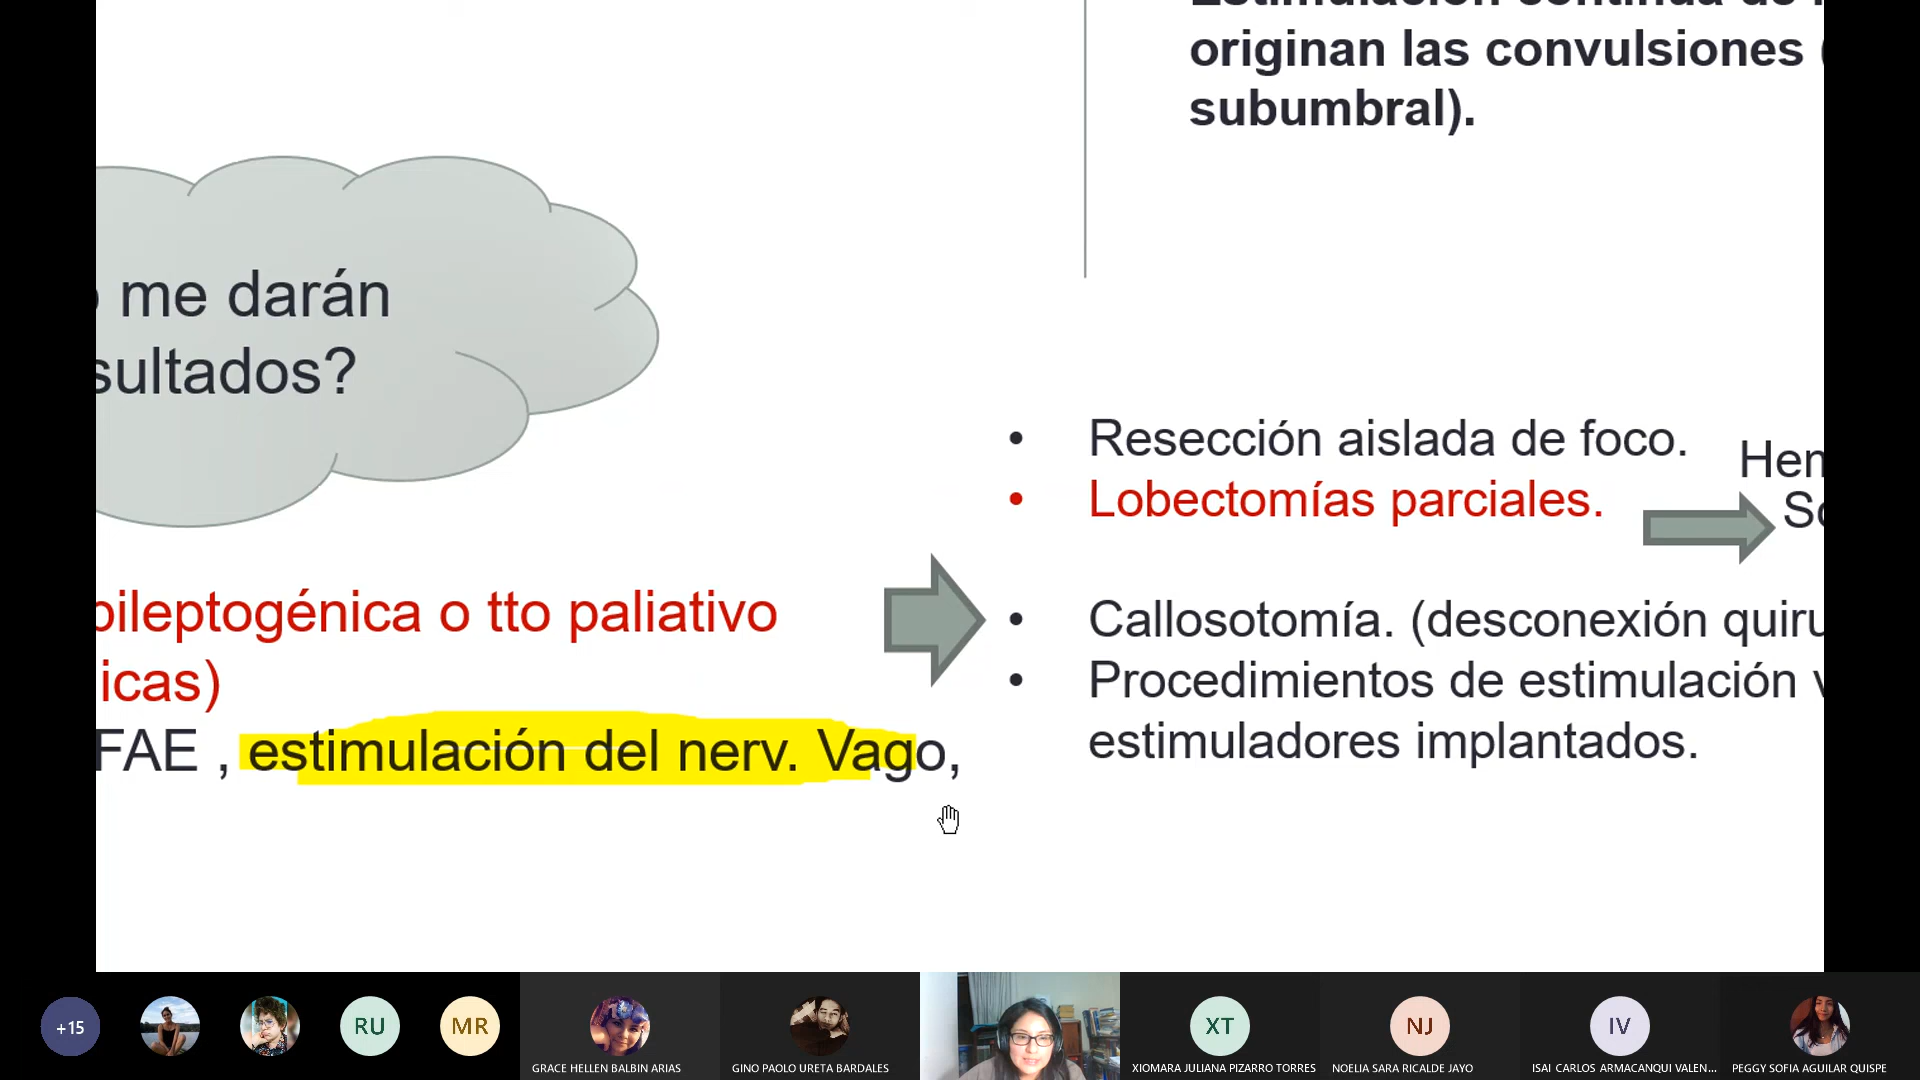 originan las convulsiones (
subumbral).
me darán
sultados?
• Resección aislada de foco.
• Lobectomías parciales.
pileptogénica o tto paliativo
icas)
FAE , estimulación del nerv. Vago,
• Callosotomía. (desconexión quiru
• Procedimientos de estimulación v
estimuladores implantados.
+15
RU
MR
GRACE HELLEN BALBIN ARIAS
GINO PAOLO URETA BARDALES
XT
XIOMARA JULIANA PIZARRO TORRES
NJ
NOELIA SARA RICALDE JAYO
IV
ISAI CARLOS ARMACANQUI VALEN...
PEGGY SOFIA AGUILAR QUISPE